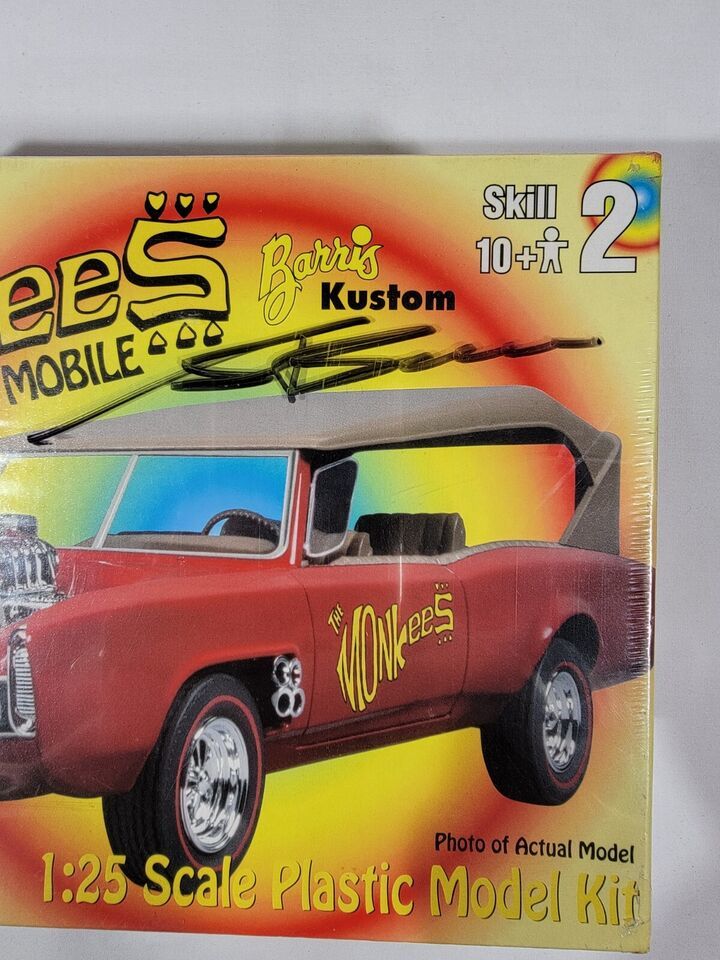 eeS
MOBILE
Barris
Kustom
Skill 2
10+
THE
MONKEES
Photo of Actual Model
1:25 Scale Plastic Model Kit